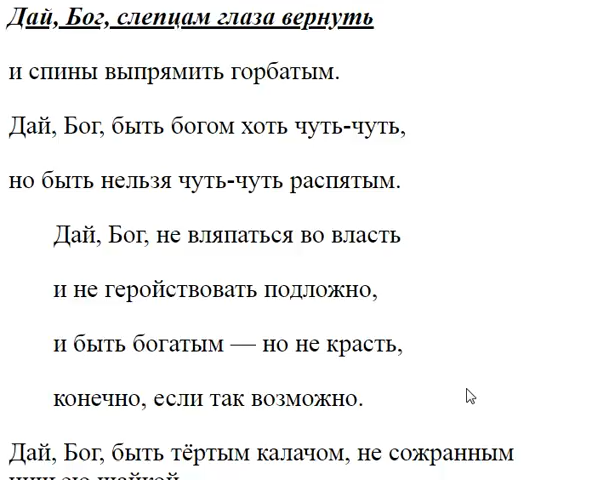 Дай, Бог, слепцам глаза вернуть
и спины выпрямить горбатым.
Дай, Бог, быть богом хоть чуть-чуть,
но быть нельзя чуть-чуть распятым.
Дай, Бог, не вляпаться во власть
и не геройствовать подложно,
и быть богатым — но не красть,
конечно, если так возможно.
Дай, Бог, быть тёртым калачом, не сожранным